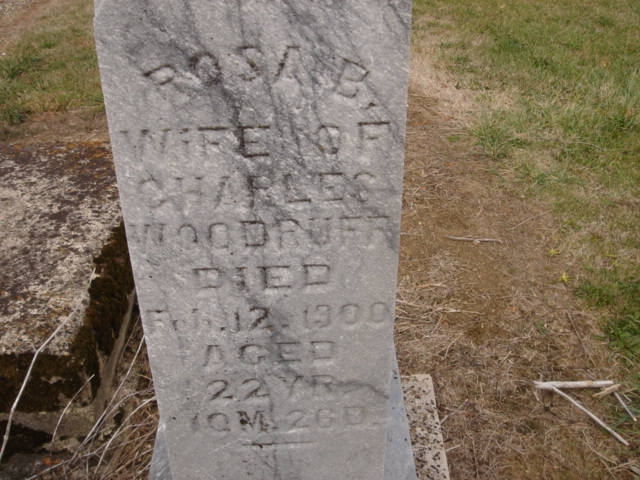 ROSA B.
WIFE OF
CHARLES
WOODRUFF
DIED
Feb. 12. 1900
AGED
22 YR.
10 M. 26 D.